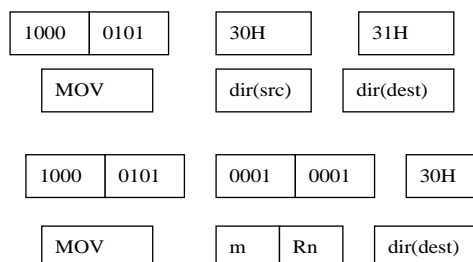 1000 0101 30H 31H
MOV dir(src) dir(dest)
1000 0101 0001 0001 30H
MOV m Rn dir(dest)